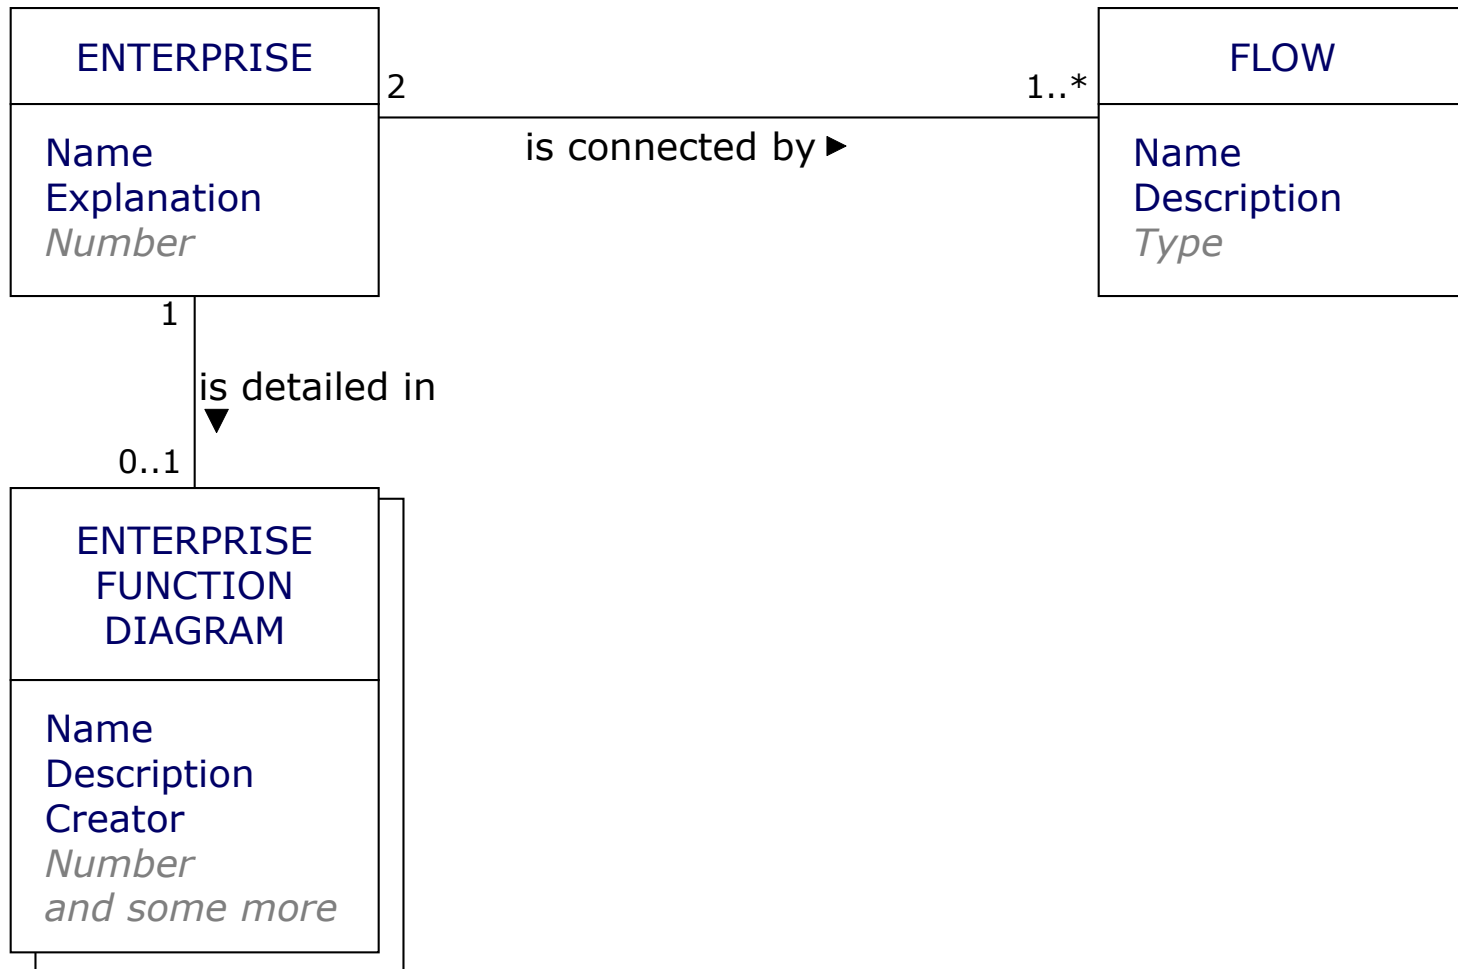 ENTERPRISE
Name
Explanation
Number
2
1..*
is connected by
FLOW
Name
Description
Type
1
is detailed in
0..1
ENTERPRISE
FUNCTION
DIAGRAM
Name
Description
Creator
Number
and some more